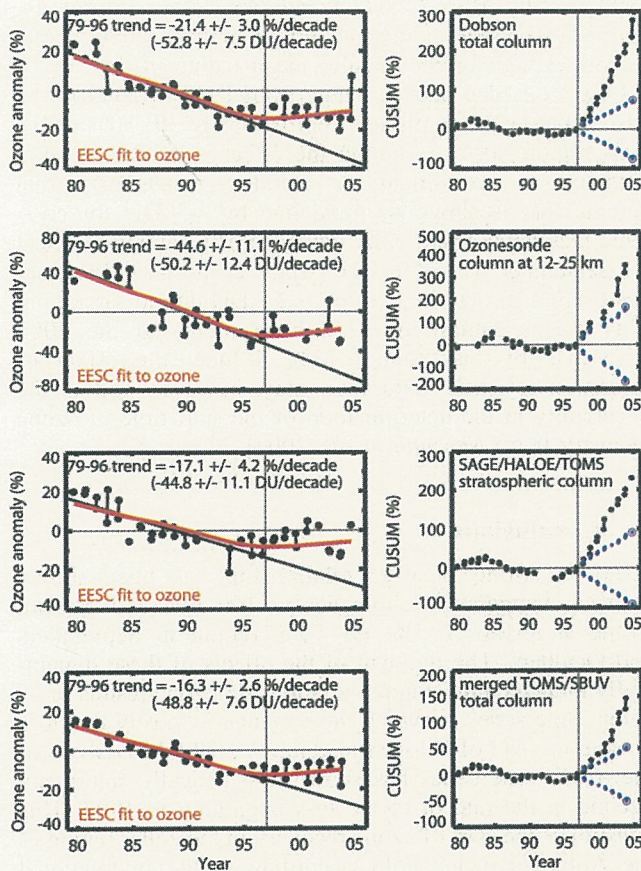 79-96 trend = -21.4 +/- 3.0 %/decade
(-52.8 +/- 7.5 DU/decade)
Ozone anomaly (%)
40
20
0
-20
-40
EESC fit to ozone
80 85 90 95 00 05
Dobson
total column
CUSUM (%)
300
200
100
0
-100
80 85 90 95 00 05
79-96 trend = -44.6 +/- 11.1 %/decade
(-50.2 +/- 12.4 DU/decade)
Ozone anomaly (%)
80
40
0
-40
-80
EESC fit to ozone
80 85 90 95 00 05
Ozonesonde
column at 12-25 km
CUSUM (%)
500
400
300
200
100
0
-100
-200
80 85 90 95 00 05
79-96 trend = -17.1 +/- 4.2 %/decade
(-44.8 +/- 11.1 DU/decade)
Ozone anomaly (%)
40
20
0
-20
-40
EESC fit to ozone
80 85 90 95 00 05
SAGE/HALOE/TOMS
stratospheric column
CUSUM (%)
300
200
100
0
-100
80 85 90 95 00 05
79-96 trend = -16.3 +/- 2.6 %/decade
(-48.8 +/- 7.6 DU/decade)
Ozone anomaly (%)
40
20
0
-20
-40
EESC fit to ozone
80 85 90 95 00 05
Year
merged TOMS/SBUV
total column
CUSUM (%)
200
150
100
50
0
-50
-100
80 85 90 95 00 05
Year